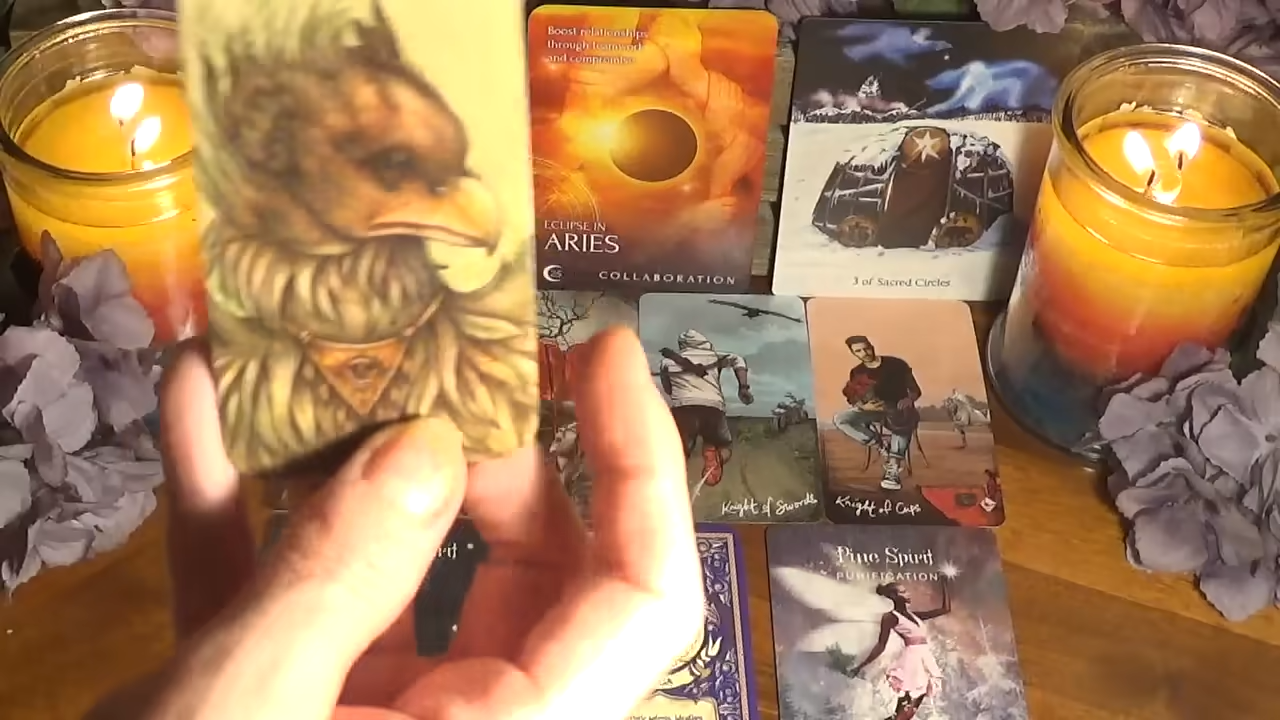 Boost relationships
through teamwork
and compromise
ECLIPSE IN
ARIES
25
COLLABORATION
3 of Sacred Circles
Knight of Swords
Knight of Cups
Pine Spirit
PURIFICATION